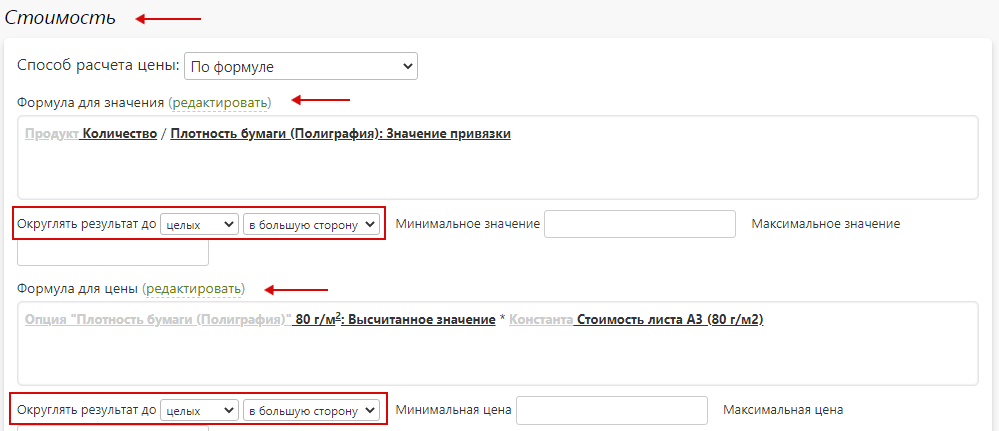 Стоимость
Способ расчета цены: По формуле
Формула для значения (редактировать)
Продукт Количество / Плотность бумаги (Полиграфия): Значение привязки
Округлять результат до целых в большую сторону Минимальное значение Максимальное значение
Формула для цены (редактировать)
Опция "Плотность бумаги (Полиграфия)" 80 г/м²: Высчитанное значение * Константа Стоимость листа А3 (80 г/м2)
Округлять результат до целых в большую сторону Минимальная цена Максимальная цена